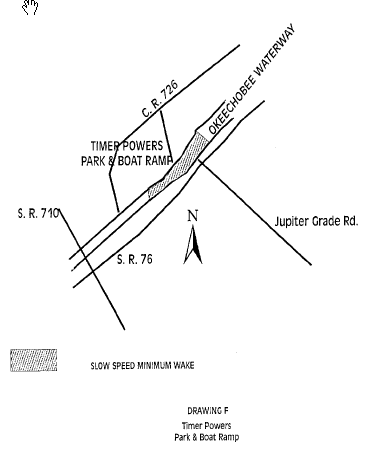 C. R. 726
OKEECHOBEE WATERWAY
TIMER POWERS
PARK & BOAT RAMP
S. R. 710
N
Jupiter Grade Rd.
S. R. 76
SLOW SPEED MINIMUM WAKE
DRAWING F
Timer Powers
Park & Boat Ramp